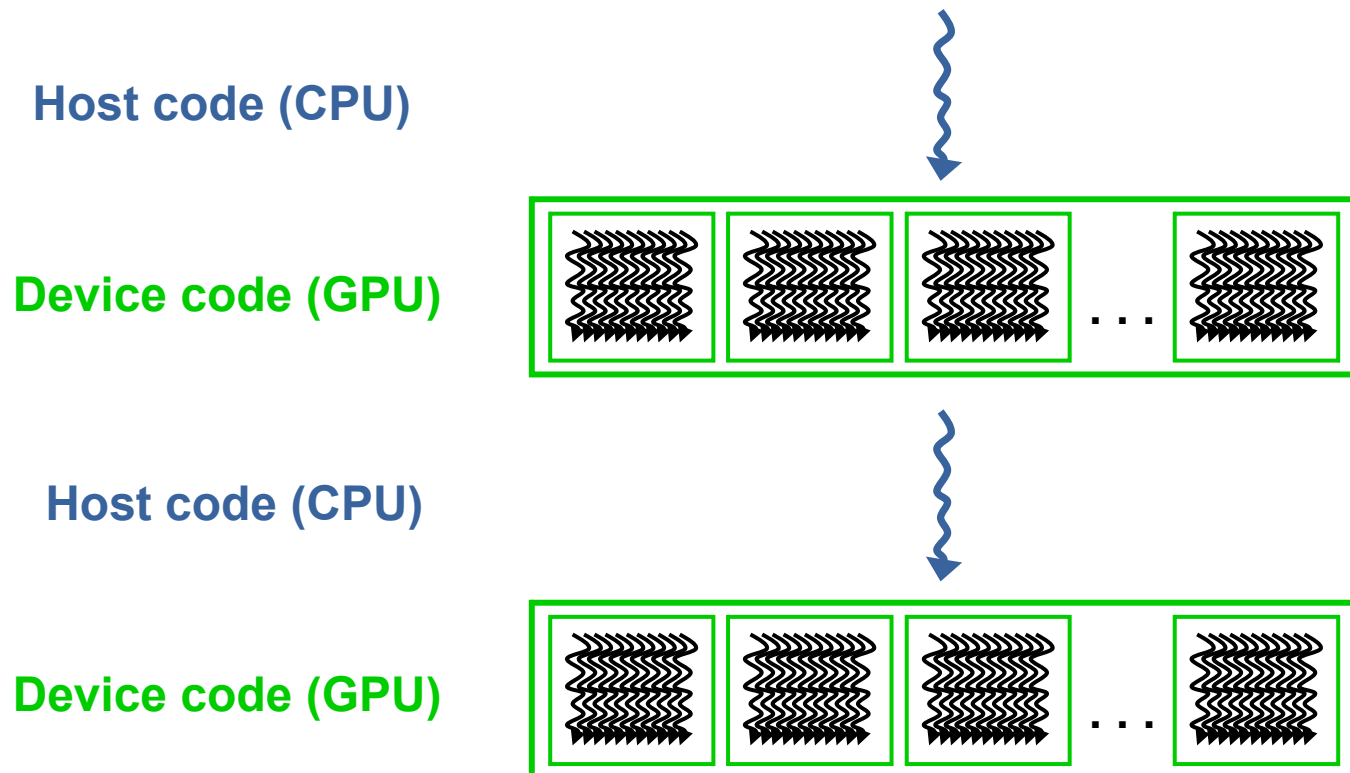 Host code (CPU)
Device code (GPU)
. . .
Host code (CPU)
Device code (GPU)
. . .